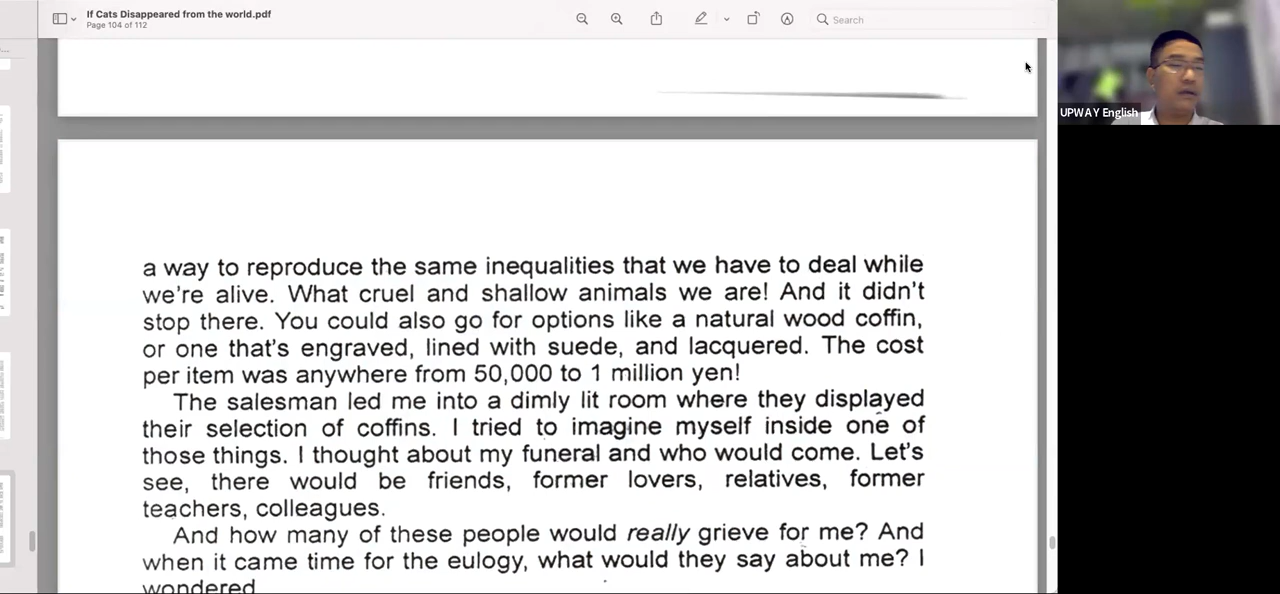 If Cats Disappeared from the world.pdf
Page 104 of 112
Search
UPWAY English
a way to reproduce the same inequalities that we have to deal while
we're alive. What cruel and shallow animals we are! And it didn't
stop there. You could also go for options like a natural wood coffin,
or one that's engraved, lined with suede, and lacquered. The cost
per item was anywhere from 50,000 to 1 million yen!
The salesman led me into a dimly lit room where they displayed
their selection of coffins. I tried to imagine myself inside one of
those things. I thought about my funeral and who would come. Let's
see, there would be friends, former lovers, relatives, former
teachers, colleagues.
And how many of these people would really grieve for me? And
when it came time for the eulogy, what would they say about me? I
wondered